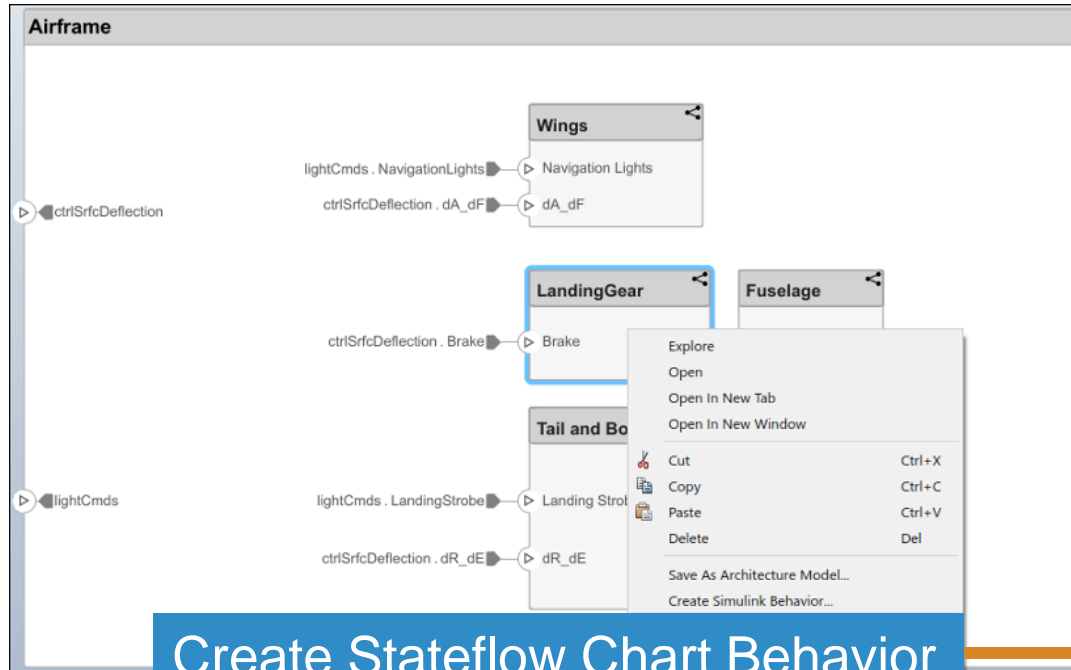 Airframe
Wings
lightCmds . NavigationLights
Navigation Lights
ctrlSrfcDeflection . dA_dF
dA_dF
ctrlSrfcDeflection
LandingGear
Fuselage
ctrlSrfcDeflection . Brake
Brake
Explore
Open
Open In New Tab
Open In New Window
Tail and Bo
Cut Ctrl+X
Copy Ctrl+C
Paste Ctrl+V
Delete Del
lightCmds
lightCmds . LandingStrobe
Landing Strob
ctrlSrfcDeflection . dR_dE
dR_dE
Save As Architecture Model...
Create Simulink Behavior...
Create Stateflow Chart Behavior